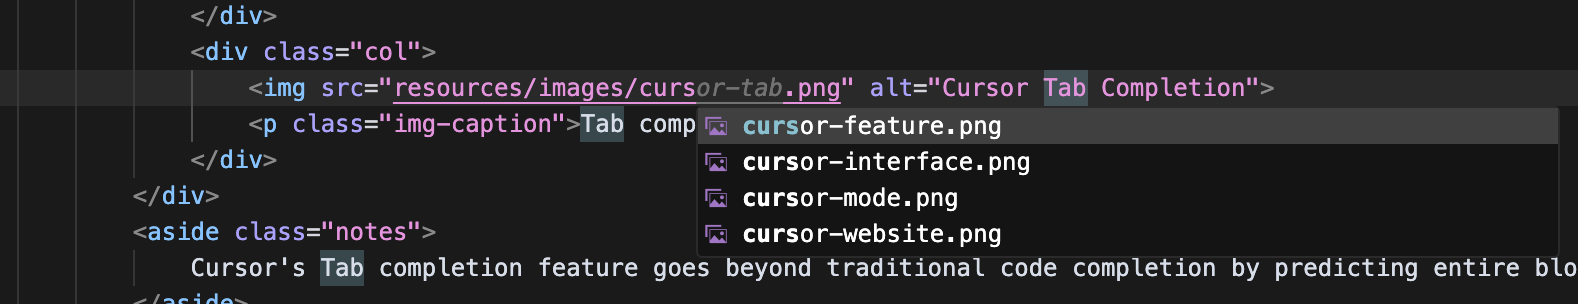 </div>
<div class="col">
<img src="resources/images/cursor-tab.png" alt="Cursor Tab Completion">
<p class="img-caption">Tab comp
cursor-feature.png
</div>
cursor-interface.png
</div>
cursor-mode.png
<aside class="notes">
cursor-website.png
Cursor's Tab completion feature goes beyond traditional code completion by predicting entire blo
</aside>